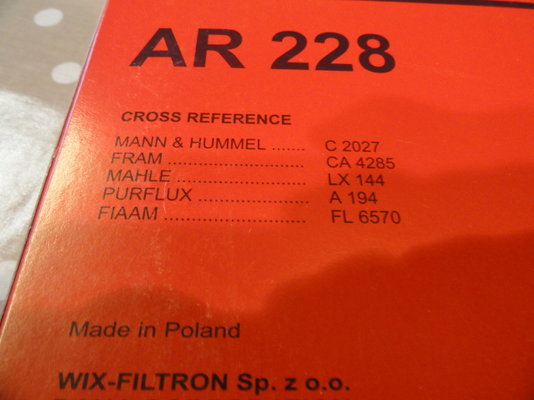 AR 228
CROSS REFERENCE
MANN & HUMMEL ....... C 2027
FRAM ............................ CA 4285
MAHLE .......................... LX 144
PURFLUX ....................... A 194
FIAAM ............................ FL 6570
Made in Poland
WIX-FILTRON Sp. z o.o.